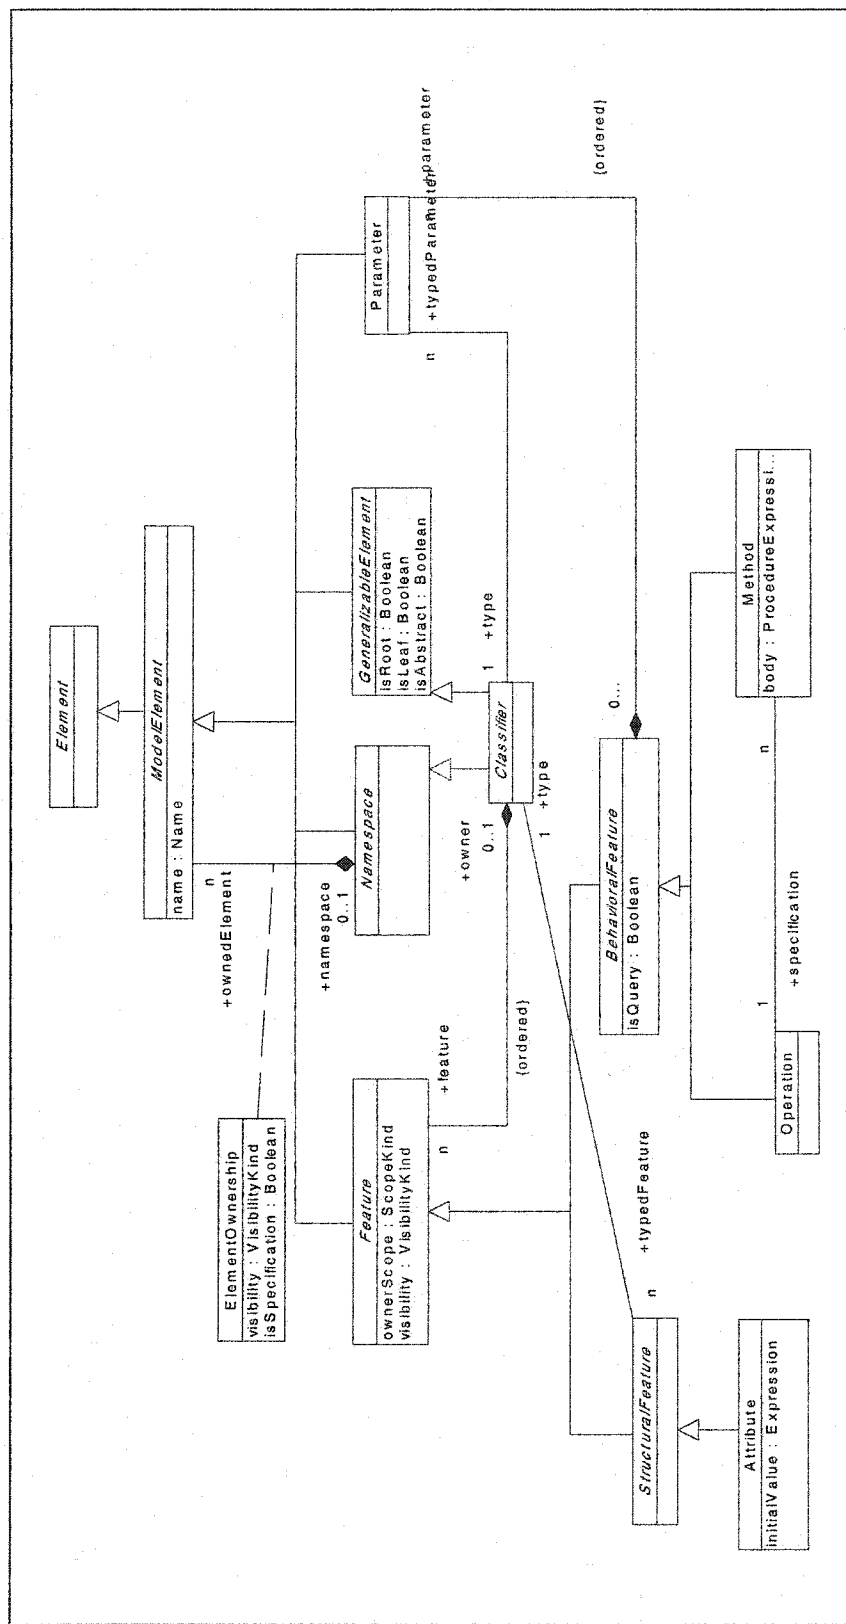 Element
ModelElement
name : Name
+ownedElement
n
ElementOwnership
visibility : VisibilityKind
isSpecification : Boolean
+namespace
0..1
Feature
ownerScope : ScopeKind
visibility : VisibilityKind
Namespace
GeneralizableElement
isRoot : Boolean
isLeaf : Boolean
isAbstract : Boolean
Parameter
n
+feature
n
+typedParameter
+parameter
n
+owner
0..1
1
+type
Classifier
{ordered}
1
+type
{ordered}
0...
BehavioralFeature
isQuery : Boolean
+typedFeature
n
StructuralFeature
Attribute
initialValue : Expression
1
n
Operation
+specification
Method
body : ProcedureExpressi...